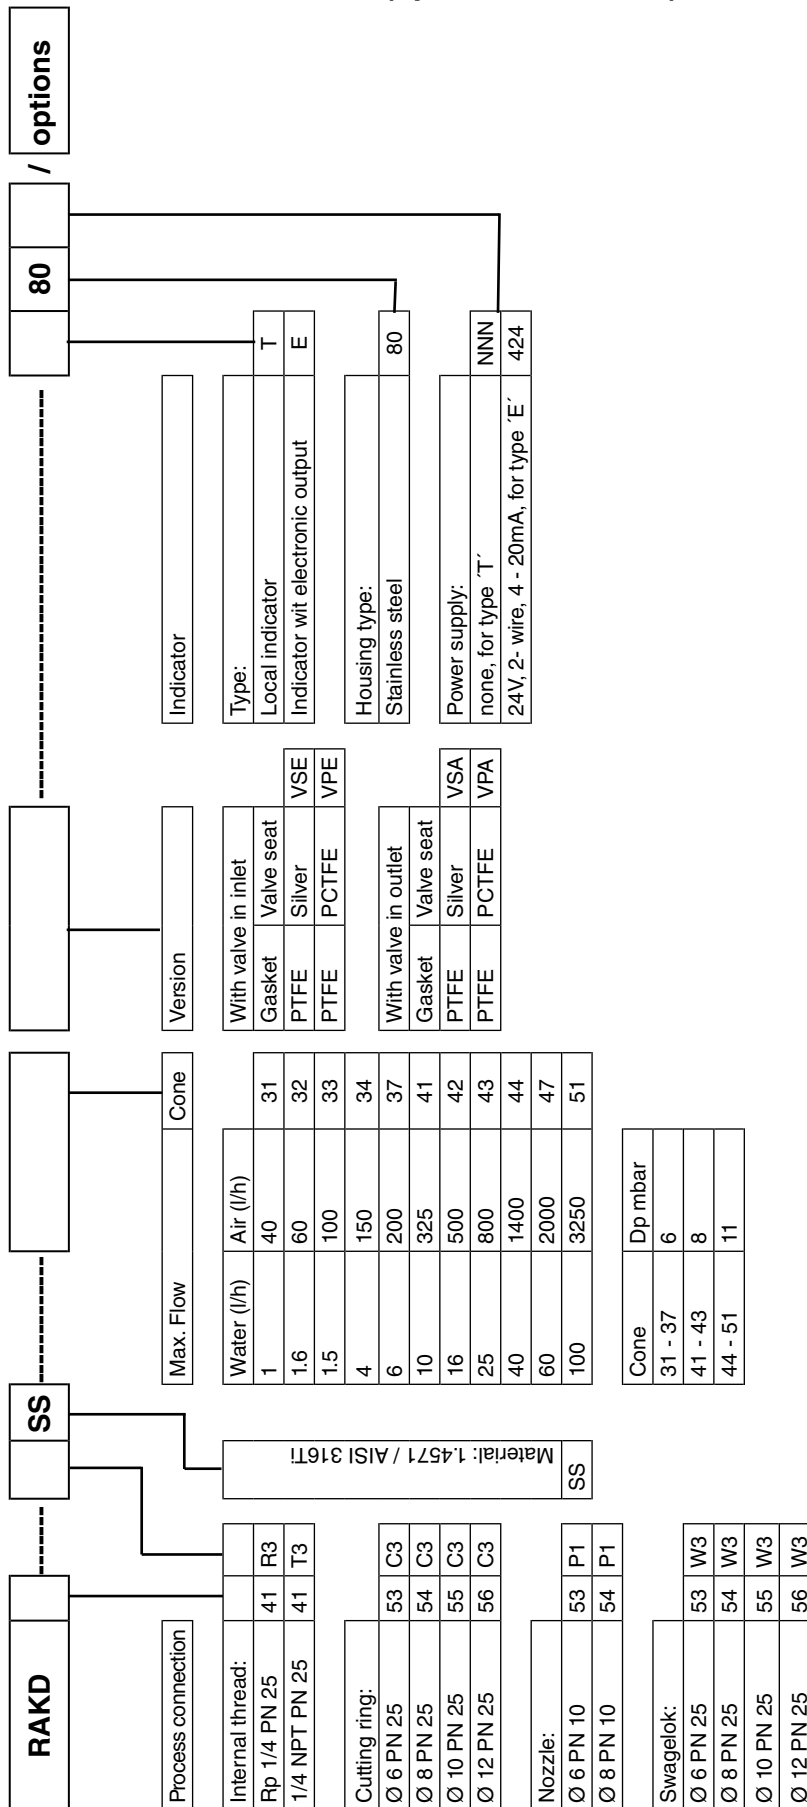 RAKD SS 80 / options
Process connection
Internal thread:
Rp 1/4 PN 25 41 R3
1/4 NPT PN 25 41 T3
Cutting ring:
Ø 6 PN 25 53 C3
Ø 8 PN 25 54 C3
Ø 10 PN 25 55 C3
Ø 12 PN 25 56 C3
Nozzle:
Ø 6 PN 10 53 P1
Ø 8 PN 10 54 P1
Swagelok:
Ø 6 PN 25 53 W3
Ø 8 PN 25 54 W3
Ø 10 PN 25 55 W3
Ø 12 PN 25 56 W3
Material: 1.4571 / AISI 316Ti
SS
Max. Flow Cone
Water (l/h) Air (l/h)
1 40 31
1.6 60 32
1.5 100 33
4 150 34
6 200 37
10 325 41
16 500 42
25 800 43
40 1400 44
60 2000 47
100 3250 51
Cone Dp mbar
31 - 37 6
41 - 43 8
44 - 51 11
Version
With valve in inlet
Gasket Valve seat
PTFE Silver VSE
PTFE PCTFE VPE
With valve in outlet
Gasket Valve seat
PTFE Silver VSA
PTFE PCTFE VPA
Indicator
Type:
Local indicator T
Indicator wit electronic output E
Housing type:
Stainless steel 80
Power supply:
none, for type ´T´ NNN
24V, 2- wire, 4 - 20mA, for type ´E´ 424